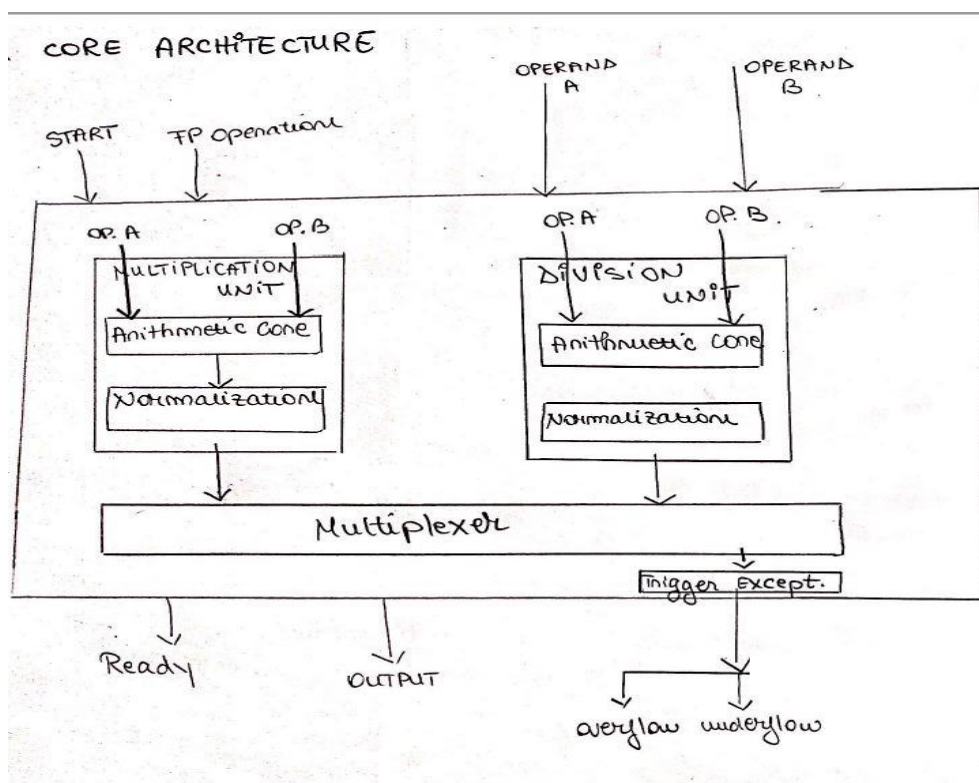 CORE ARCHITECTURE
OPERAND
A
OPERAND
B
START
FP Operations
OP. A
OP. B
OP. A
OP. B.
MULTIPLICATION
UNIT
DIVISION
UNIT
Arithmetic Core
Arithmetic Core
Normalization
Normalization
Multiplexer
Trigger Except.
Ready
OUTPUT
overflow
underflow